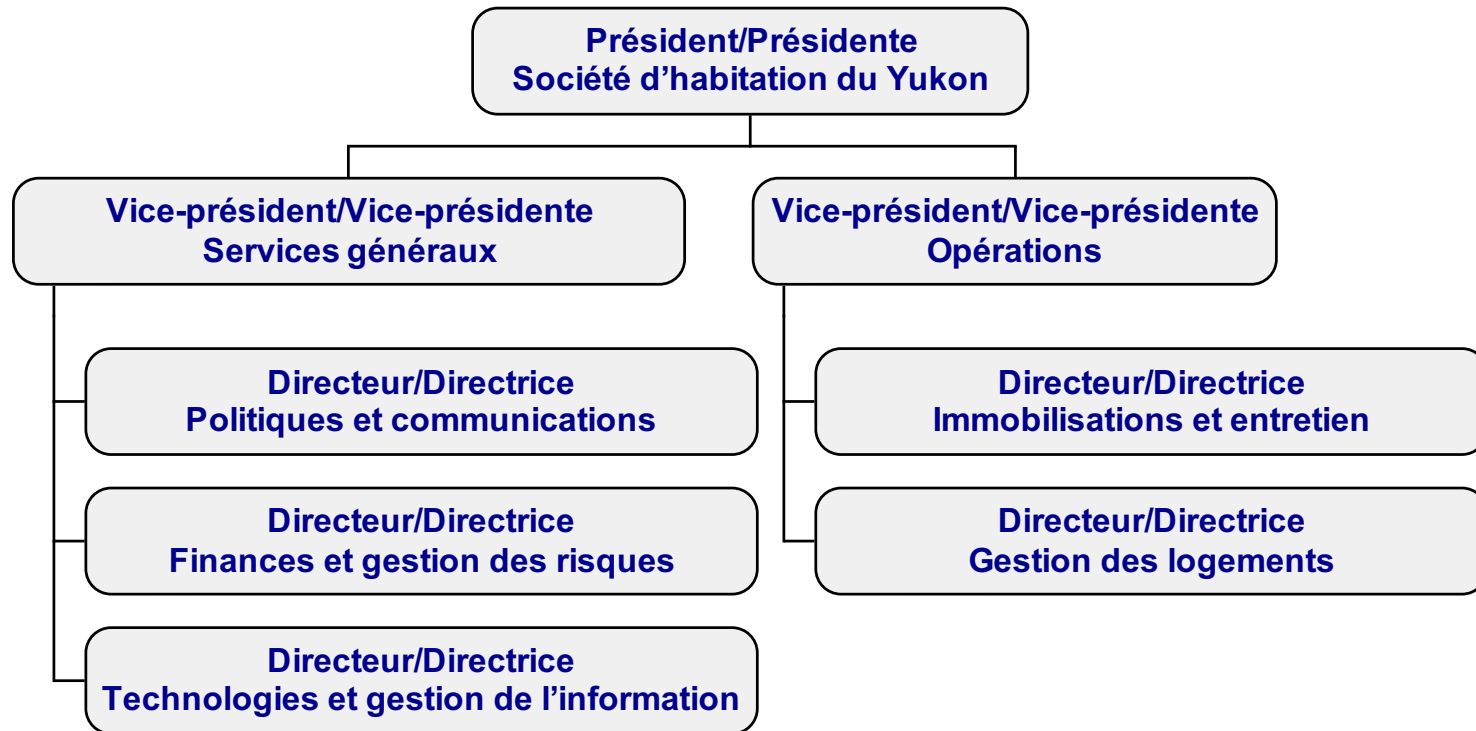 Président/Présidente
Société d’habitation du Yukon
Vice-président/Vice-présidente
Services généraux
Directeur/Directrice
Politiques et communications
Directeur/Directrice
Finances et gestion des risques
Directeur/Directrice
Technologies et gestion de l’information
Vice-président/Vice-présidente
Opérations
Directeur/Directrice
Immobilisations et entretien
Directeur/Directrice
Gestion des logements